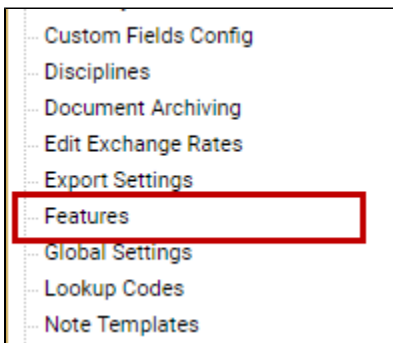 Custom Fields Config
Disciplines
Document Archiving
Edit Exchange Rates
Export Settings
Features
Global Settings
Lookup Codes
Note Templates